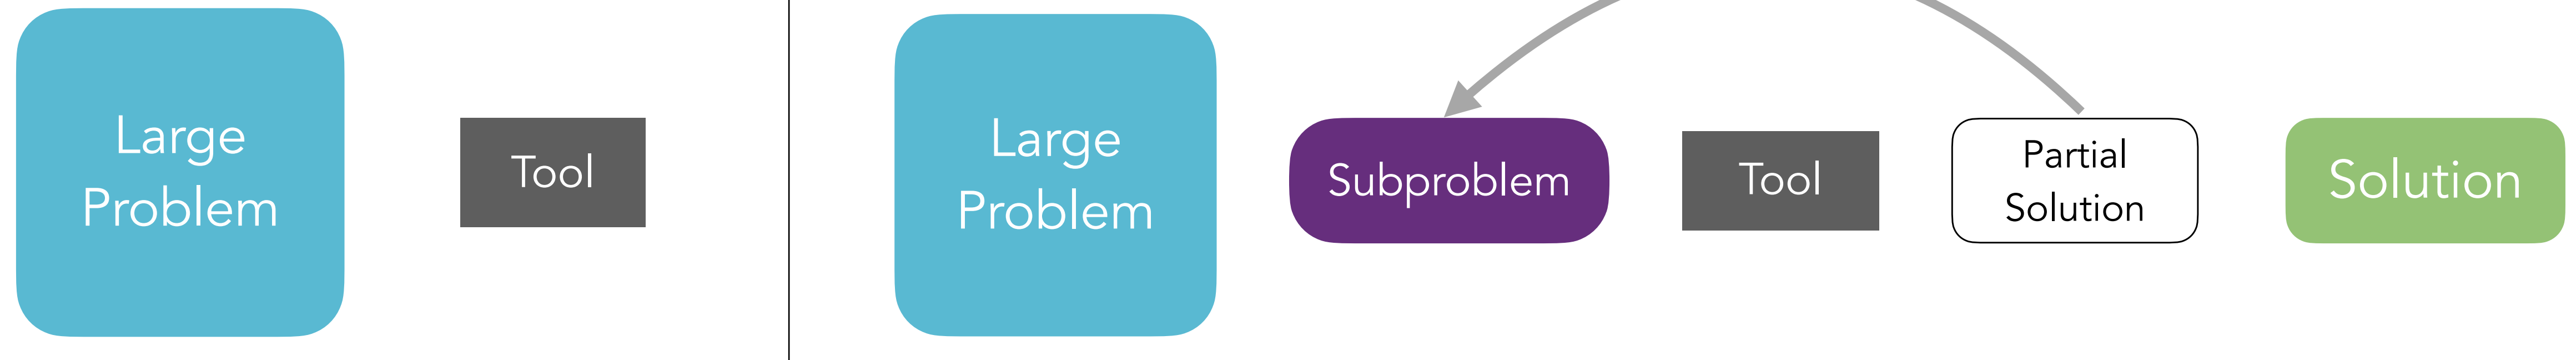 Large
Problem
Tool
Large
Problem
Subproblem
Tool
Partial
Solution
Solution